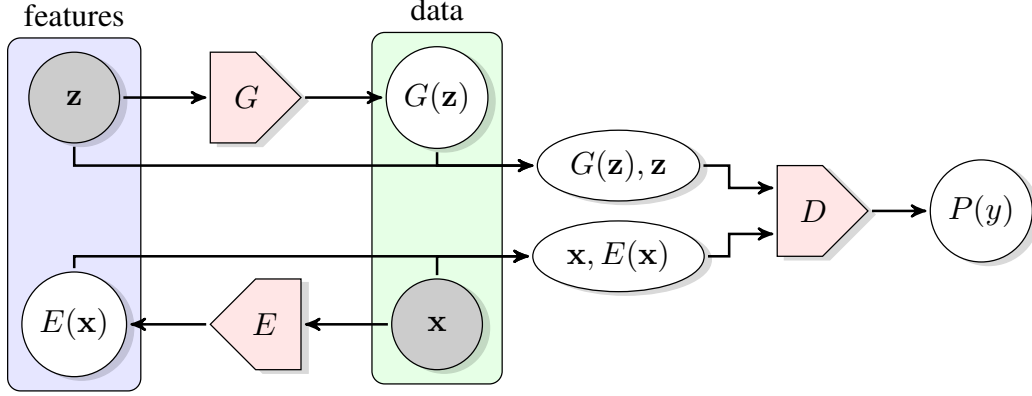 features
data
z
G
G(z)
G(z), z
D
P(y)
x, E(x)
E(x)
E
x